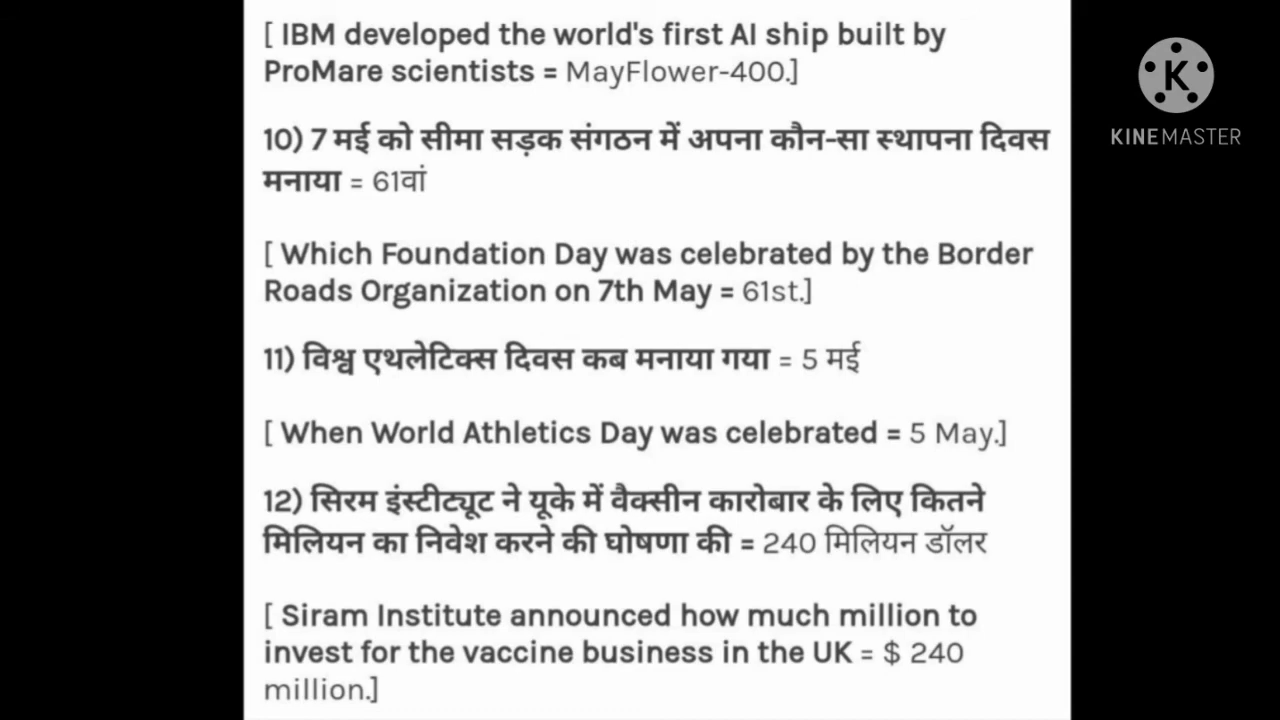 [ IBM developed the world's first AI ship built by
ProMare scientists = MayFlower-400.]
KINEMASTER
10) 7 मई को सीमा सड़क संगठन में अपना कौन-सा स्थापना दिवस
मनाया = 61वां
[ Which Foundation Day was celebrated by the Border
Roads Organization on 7th May = 61st.]
11) विश्व एथलेटिक्स दिवस कब मनाया गया = 5 मई
[ When World Athletics Day was celebrated = 5 May.]
12) सिरम इंस्टीट्यूट ने यूके में वैक्सीन कारोबार के लिए कितने
मिलियन का निवेश करने की घोषणा की = 240 मिलियन डॉलर
[ Siram Institute announced how much million to
invest for the vaccine business in the UK = $ 240
million.]